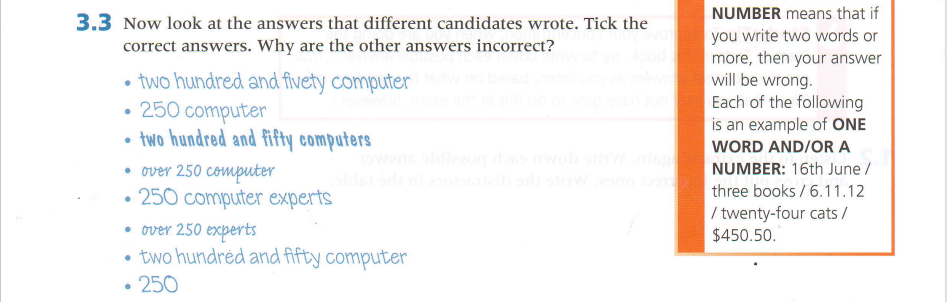 3.3 Now look at the answers that different candidates wrote. Tick the
correct answers. Why are the other answers incorrect?
• two hundred and fivety computer
• 250 computer
• two hundred and fifty computers
• over 250 computer
• 250 computer experts
• over 250 experts
• two hundred and fifty computer
• 250
NUMBER means that if
you write two words or
more, then your answer
will be wrong.
Each of the following
is an example of ONE
WORD AND/OR A
NUMBER: 16th June /
three books / 6.11.12
/ twenty-four cats /
$450.50.